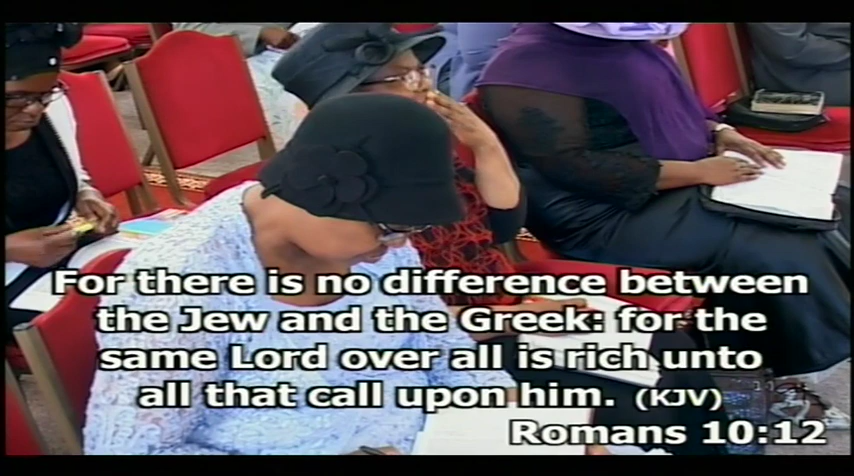 For there is no difference between
the Jew and the Greek: for the
same Lord over all is rich unto
all that call upon him. (KJV)
Romans 10:12